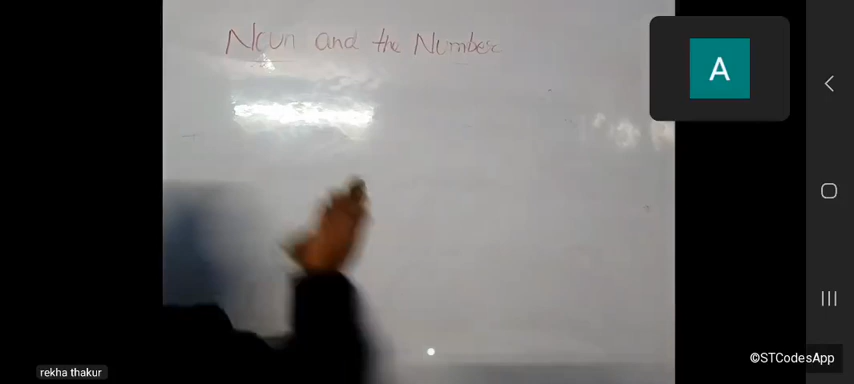 Noun and the Number
A
rekha thakur
©STCodesApp